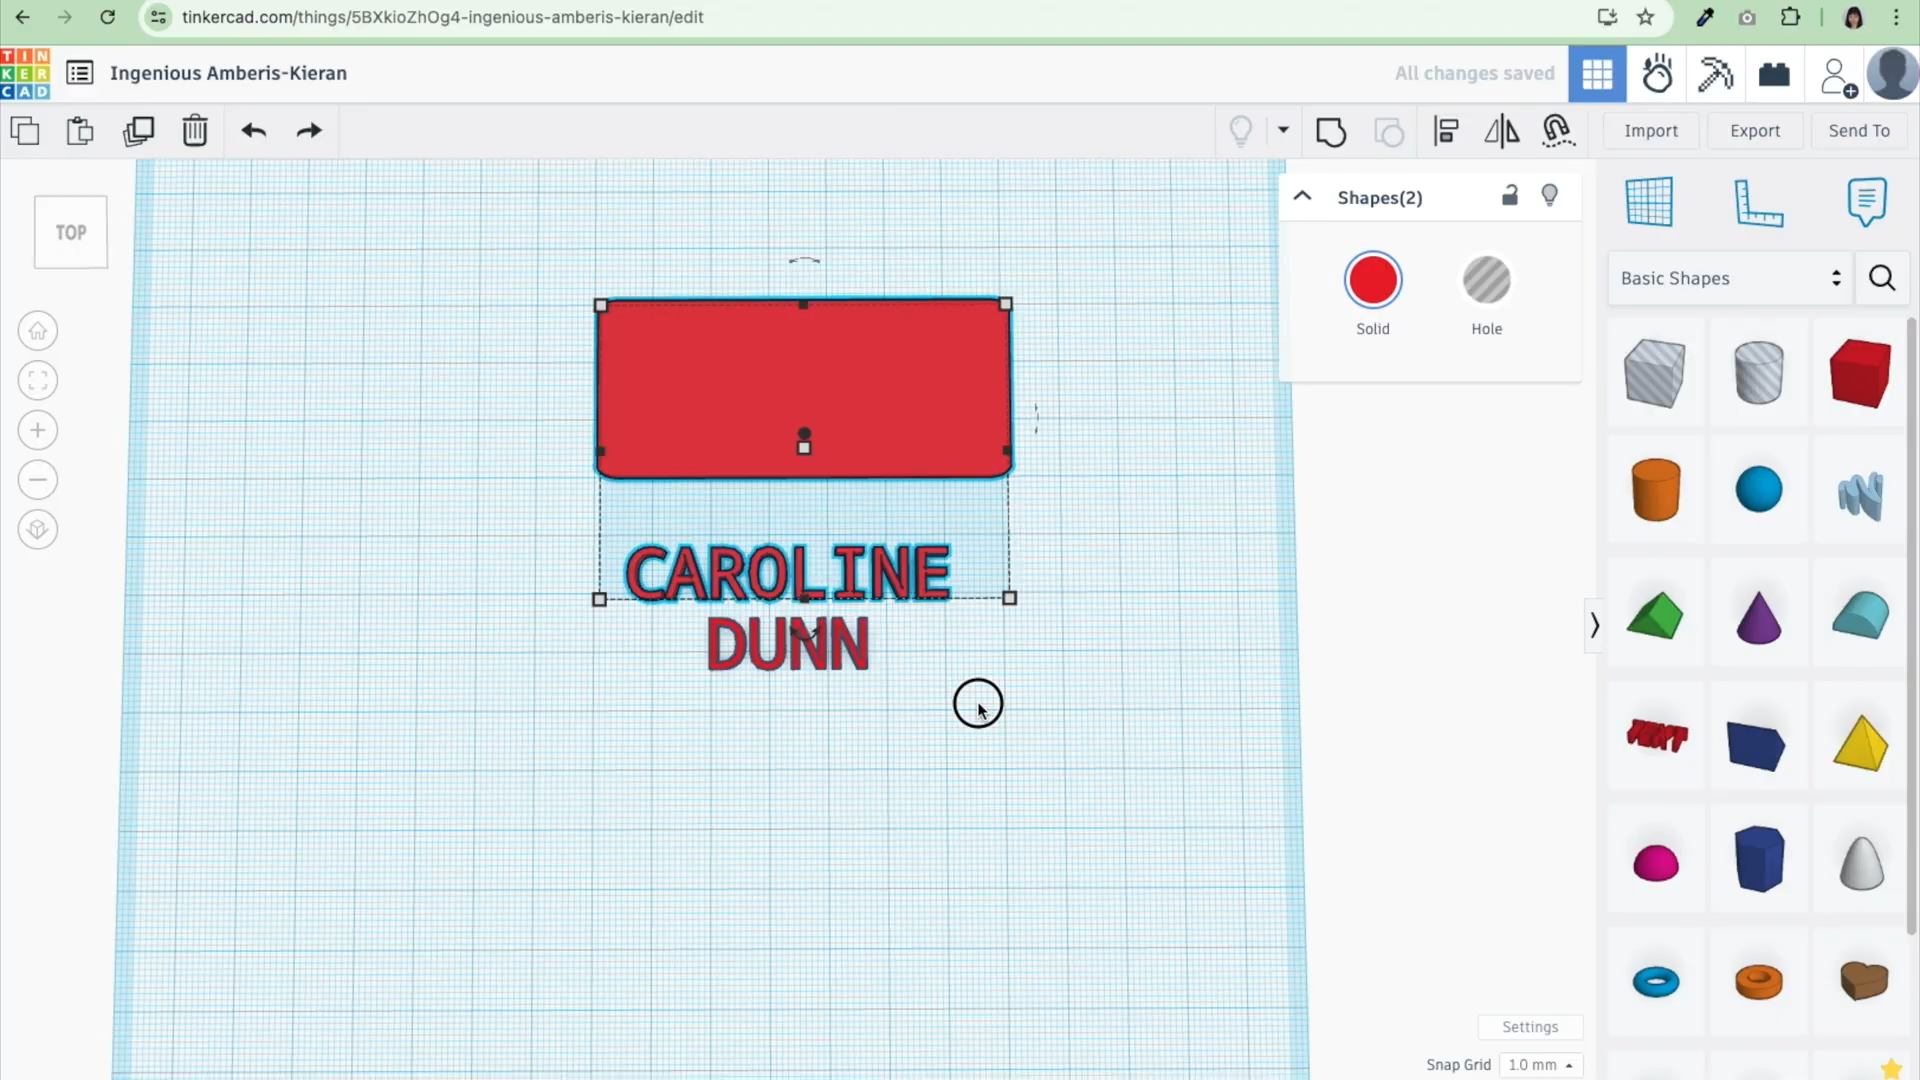 tinkercad.com/things/5BXkioZhOg4-ingenious-amberis-kieran/edit
TIN
KER
CAD
Ingenious Amberis-Kieran
All changes saved
Import
Export
Send To
TOP
Shapes(2)
Solid
Hole
Basic Shapes
CAROLINE
DUNN
TEXT
Settings
Snap Grid
1.0 mm